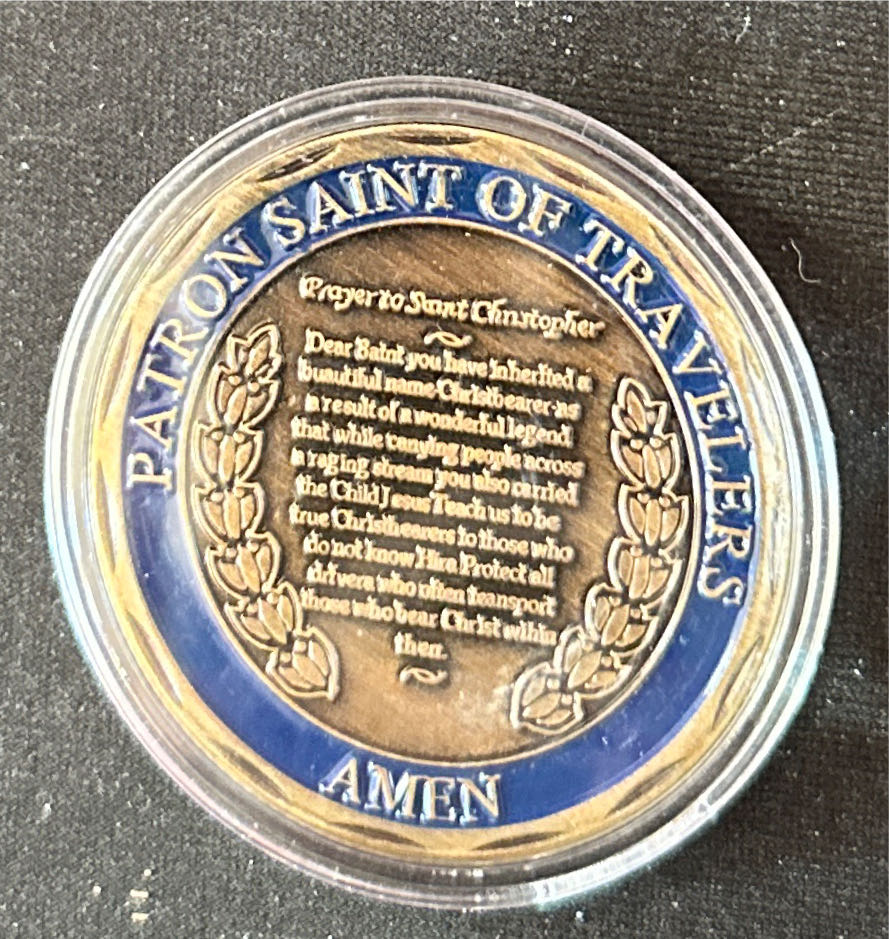 PATRON SAINT OF TRAVELERS
Prayer to Saint Christopher
Dear Saint you have inherited a
beautiful name Christbearer as
a result of a wonderful legend
that while carrying people across
a raging stream you also carried
the Child Jesus Teach us to be
true Christbearers to those who
do not know Him Protect all
drivers who often transport
those who bear Christ within
them.
AMEN